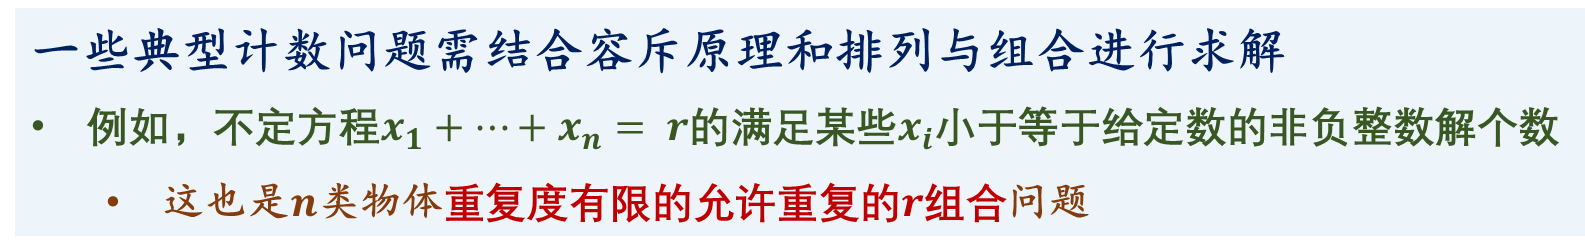 一些典型计数问题需结合容斥原理和排列与组合进行求解
• 例如，不定方程x₁ + ⋯ + xₙ = r的满足某些xᵢ小于等于给定数的非负整数解个数
• 这也是n类物体重复度有限的允许重复的r组合问题